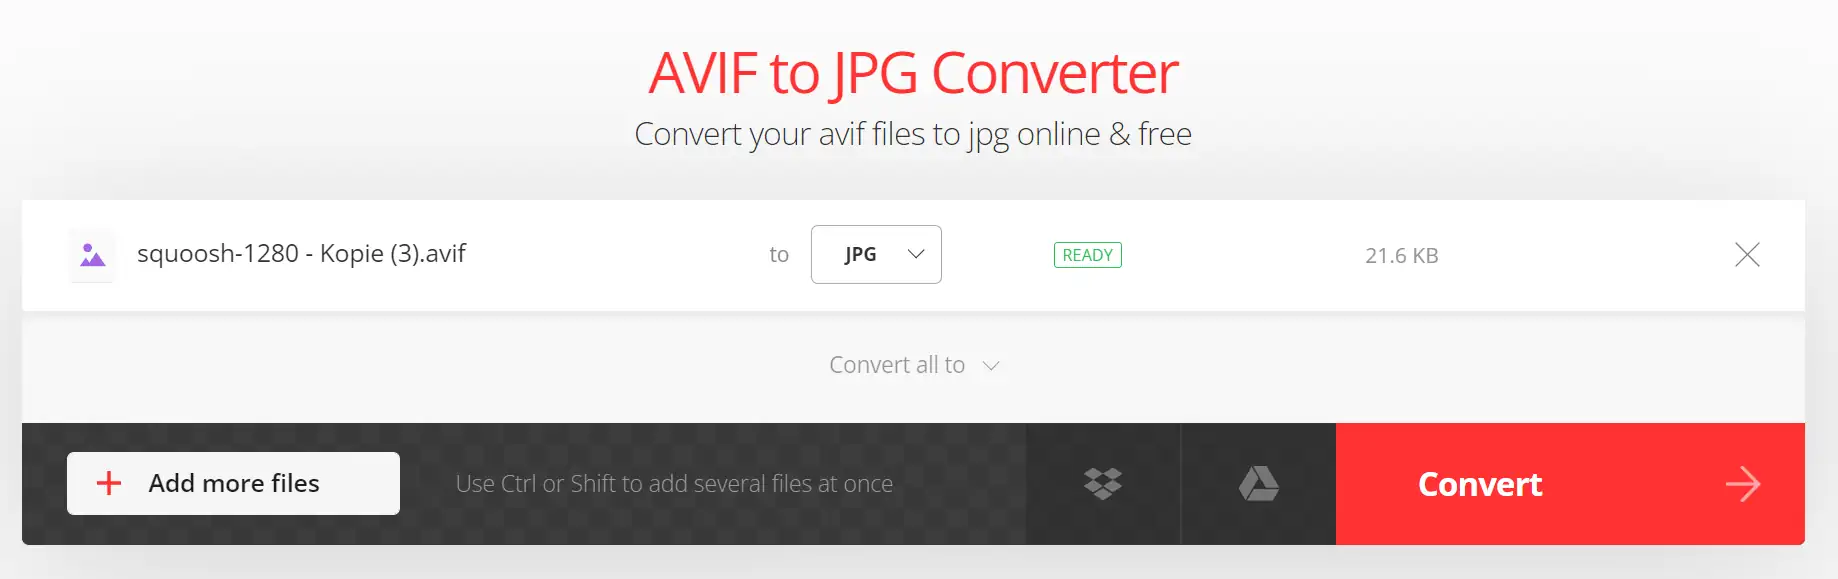 AVIF to JPG Converter
Convert your avif files to jpg online & free
squoosh-1280 - Kopie (3).avif to JPG READY 21.6 KB
Convert all to
Add more files Use Ctrl or Shift to add several files at once Convert